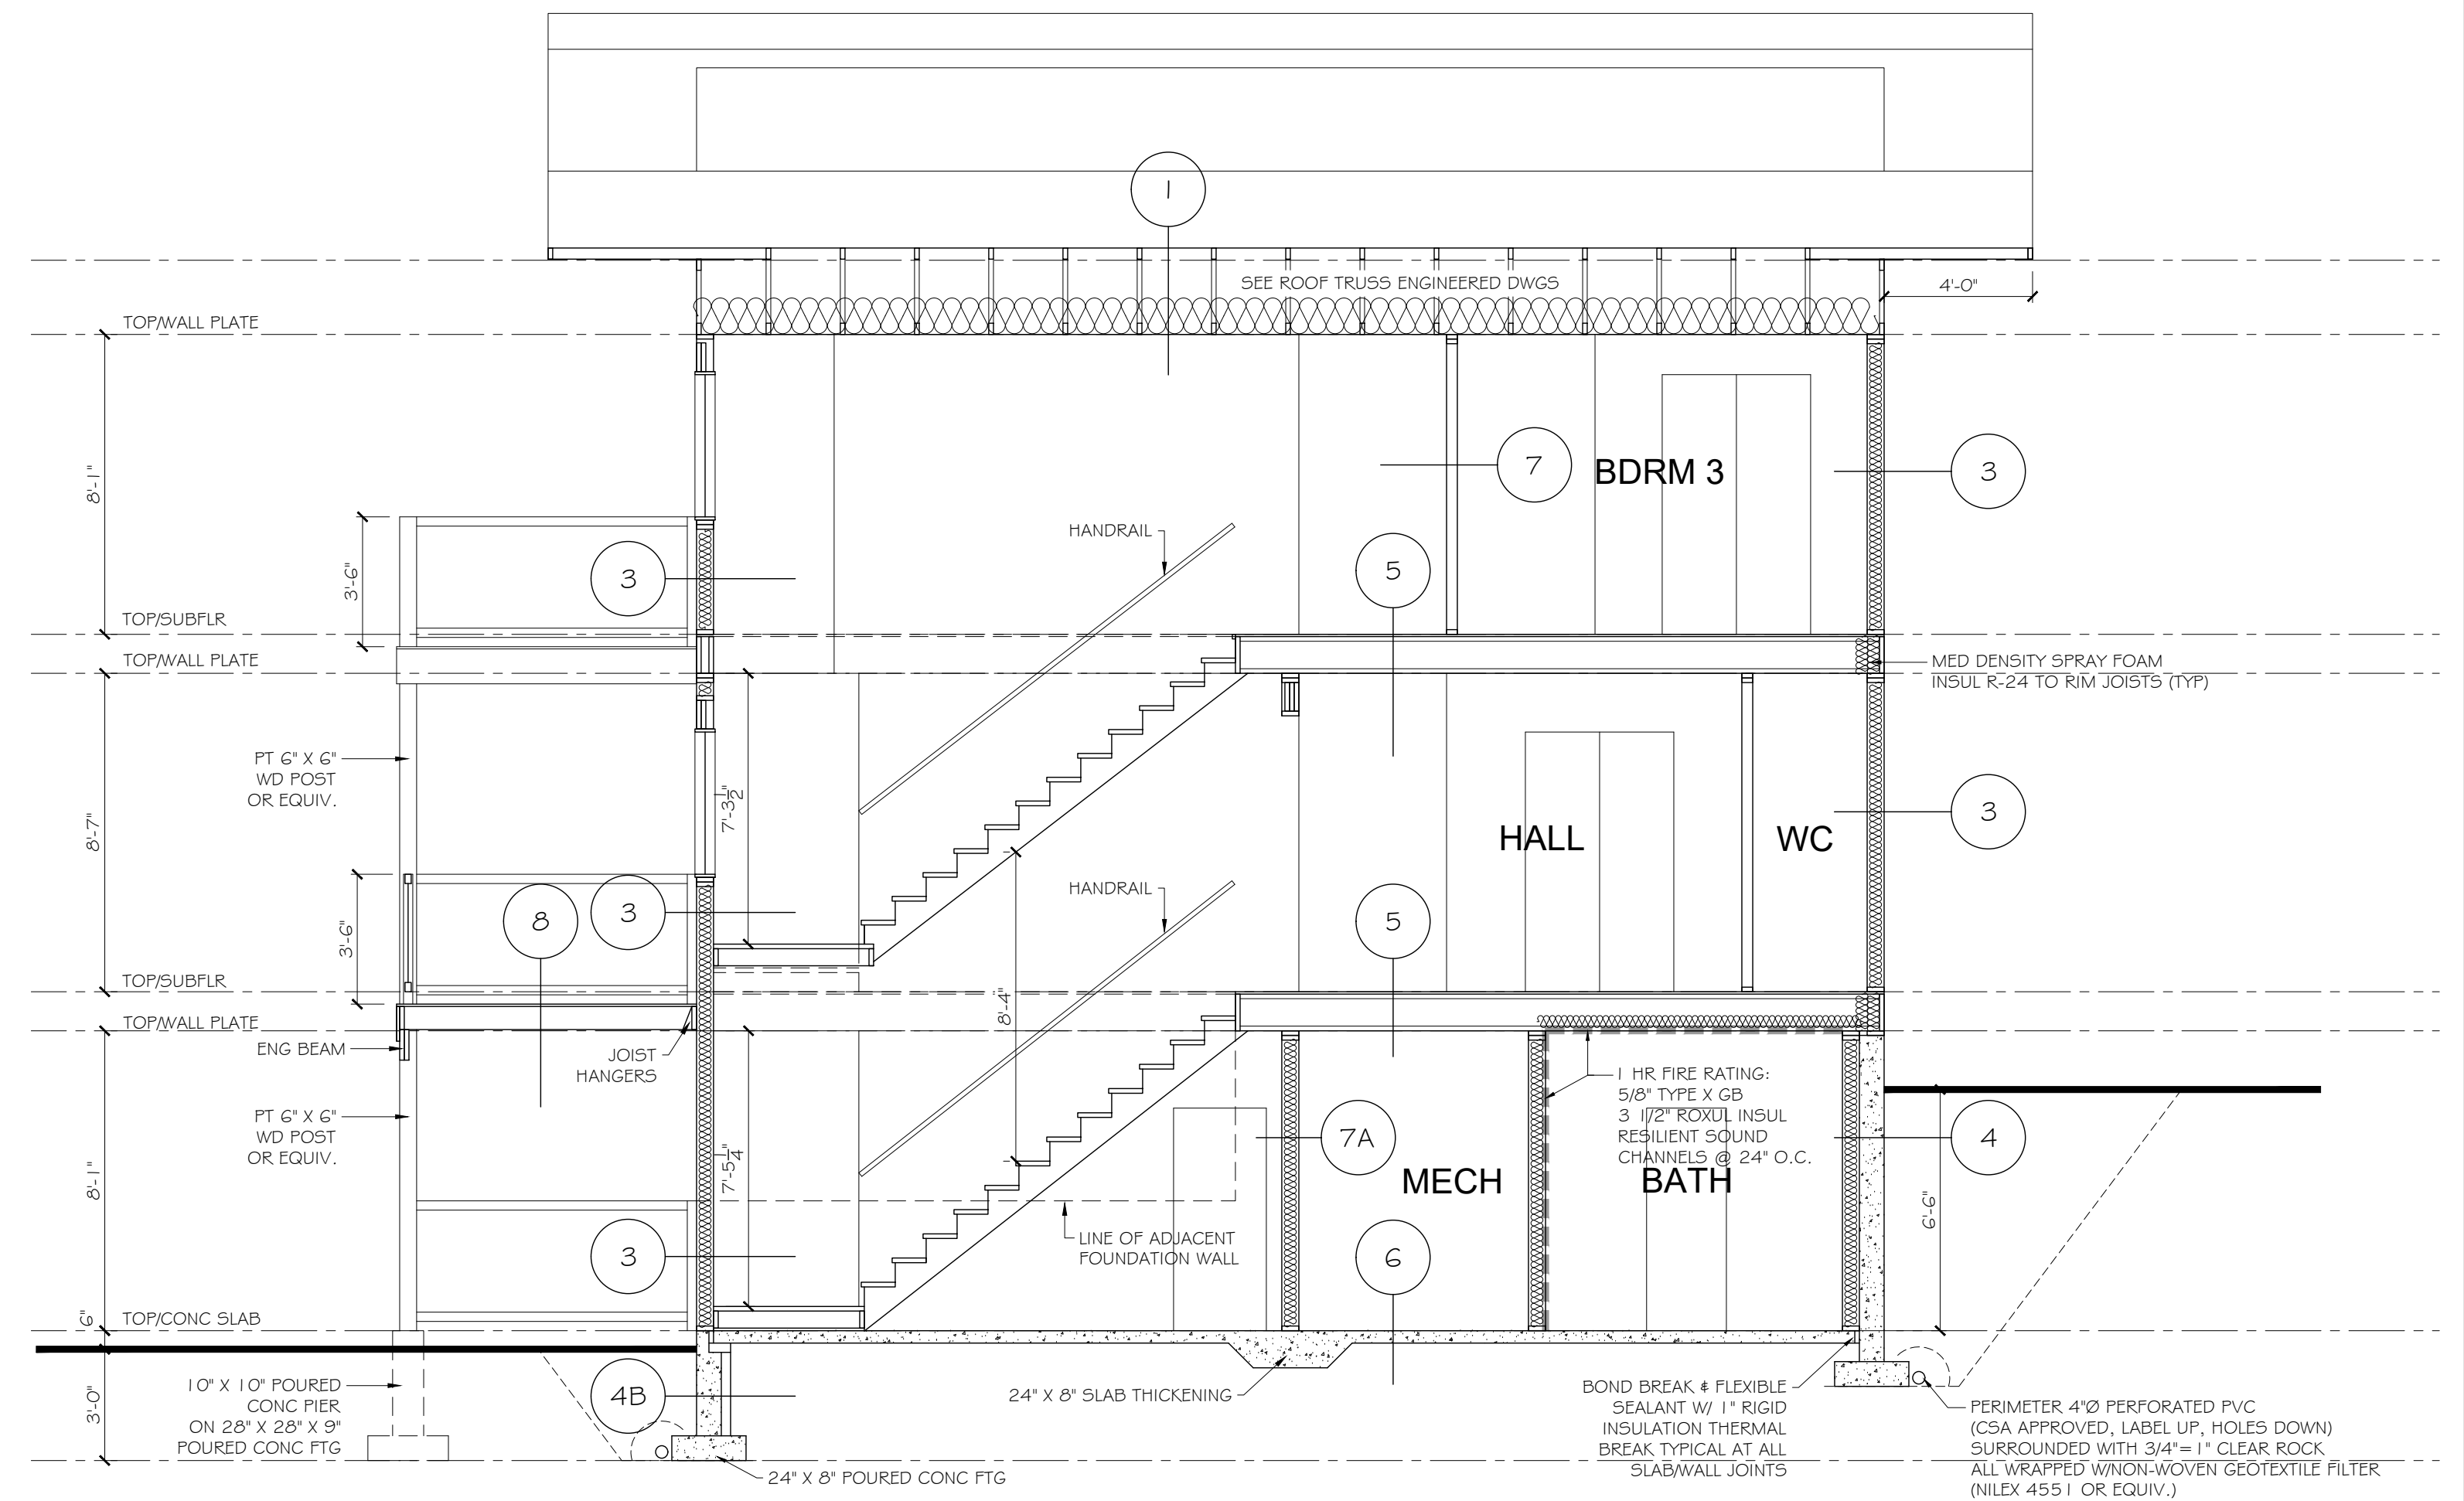 1
SEE ROOF TRUSS ENGINEERED DWGS
4'-0"
TOP/WALL PLATE
8'-1"
7
BDRM 3
3
HANDRAIL
3
5
3'-6"
TOP/SUBFLR
TOP/WALL PLATE
MED DENSITY SPRAY FOAM
INSUL R-24 TO RIM JOISTS (TYP)
PT 6" X 6"
WD POST
OR EQUIV.
7'-3 1/2"
8'-7"
HALL
WC
3
HANDRAIL
8
3
5
3'-6"
TOP/SUBFLR
8'-4"
TOP/WALL PLATE
ENG BEAM
JOIST
HANGERS
1 HR FIRE RATING:
5/8" TYPE X GB
3 1/2" ROXUL INSUL
RESILIENT SOUND
CHANNELS @ 24" O.C.
PT 6" X 6"
WD POST
OR EQUIV.
8'-1"
7'-5 1/4"
7A
4
MECH
BATH
6'-6"
LINE OF ADJACENT
FOUNDATION WALL
3
6
6"
TOP/CONC SLAB
3'-0"
10" X 10" POURED
CONC PIER
ON 28" X 28" X 9"
POURED CONC FTG
4B
24" X 8" SLAB THICKENING
24" X 8" POURED CONC FTG
BOND BREAK & FLEXIBLE
SEALANT W/ 1" RIGID
INSULATION THERMAL
BREAK TYPICAL AT ALL
SLAB/WALL JOINTS
PERIMETER 4"Ø PERFORATED PVC
(CSA APPROVED, LABEL UP, HOLES DOWN)
SURROUNDED WITH 3/4"= 1" CLEAR ROCK
ALL WRAPPED W/NON-WOVEN GEOTEXTILE FILTER
(NILEX 4551 OR EQUIV.)